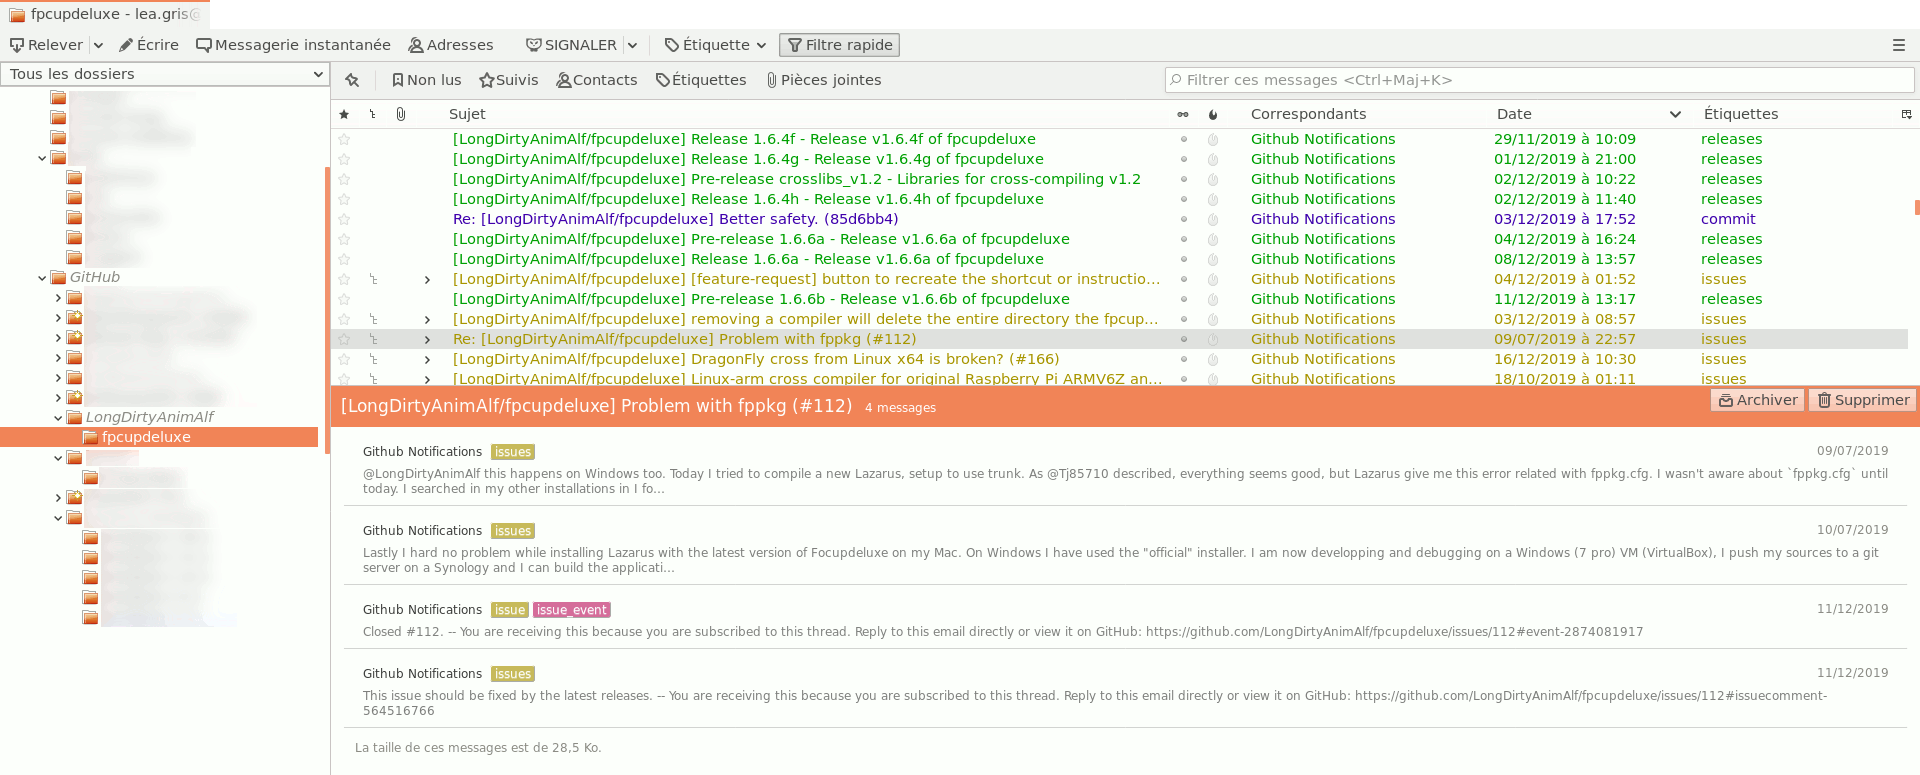 fpcupdeluxe - lea.gris@
Relever Écrire Messagerie instantanée Adresses SIGNALER Étiquette Filtre rapide
Tous les dossiers Non lus Suivis Contacts Étiquettes Pièces jointes Filtrer ces messages <Ctrl+Maj+K>
Sujet Correspondants Date Étiquettes
[LongDirtyAnimAlf/fpcupdeluxe] Release 1.6.4f - Release v1.6.4f of fpcupdeluxe Github Notifications 29/11/2019 à 10:09 releases
[LongDirtyAnimAlf/fpcupdeluxe] Release 1.6.4g - Release v1.6.4g of fpcupdeluxe Github Notifications 01/12/2019 à 21:00 releases
[LongDirtyAnimAlf/fpcupdeluxe] Pre-release crosslibs_v1.2 - Libraries for cross-compiling v1.2 Github Notifications 02/12/2019 à 10:22 releases
[LongDirtyAnimAlf/fpcupdeluxe] Release 1.6.4h - Release v1.6.4h of fpcupdeluxe Github Notifications 02/12/2019 à 11:40 releases
Re: [LongDirtyAnimAlf/fpcupdeluxe] Better safety. (85d6bb4) Github Notifications 03/12/2019 à 17:52 commit
[LongDirtyAnimAlf/fpcupdeluxe] Pre-release 1.6.6a - Release v1.6.6a of fpcupdeluxe Github Notifications 04/12/2019 à 16:24 releases
[LongDirtyAnimAlf/fpcupdeluxe] Release 1.6.6a - Release v1.6.6a of fpcupdeluxe Github Notifications 08/12/2019 à 13:57 releases
[LongDirtyAnimAlf/fpcupdeluxe] [feature-request] button to recreate the shortcut or instructio... Github Notifications 04/12/2019 à 01:52 issues
[LongDirtyAnimAlf/fpcupdeluxe] Pre-release 1.6.6b - Release v1.6.6b of fpcupdeluxe Github Notifications 11/12/2019 à 13:17 releases
[LongDirtyAnimAlf/fpcupdeluxe] removing a compiler will delete the entire directory the fpcup... Github Notifications 03/12/2019 à 08:57 issues
Re: [LongDirtyAnimAlf/fpcupdeluxe] Problem with fppkg (#112) Github Notifications 09/07/2019 à 22:57 issues
[LongDirtyAnimAlf/fpcupdeluxe] DragonFly cross from Linux x64 is broken? (#166) Github Notifications 16/12/2019 à 10:30 issues
[LongDirtyAnimAlf/fpcupdeluxe] Linux-arm cross compiler for original Raspberry Pi ARMV6Z an... Github Notifications 18/10/2019 à 01:11 issues
GitHub
LongDirtyAnimAlf
fpcupdeluxe
[LongDirtyAnimAlf/fpcupdeluxe] Problem with fppkg (#112) 4 messages Archiver Supprimer
Github Notifications issues 09/07/2019
@LongDirtyAnimAlf this happens on Windows too. Today I tried to compile a new Lazarus, setup to use trunk. As @Tj85710 described, everything seems good, but Lazarus give me this error related with fppkg.cfg. I wasn't aware about `fppkg.cfg` until
today. I searched in my other installations in I fo...
Github Notifications issues 10/07/2019
Lastly I hard no problem while installing Lazarus with the latest version of Focupdeluxe on my Mac. On Windows I have used the "official" installer. I am now developping and debugging on a Windows (7 pro) VM (VirtualBox), I push my sources to a git
server on a Synology and I can build the applicati...
Github Notifications issue issue_event 11/12/2019
Closed #112. -- You are receiving this because you are subscribed to this thread. Reply to this email directly or view it on GitHub: https://github.com/LongDirtyAnimAlf/fpcupdeluxe/issues/112#event-2874081917
Github Notifications issues 11/12/2019
This issue should be fixed by the latest releases. -- You are receiving this because you are subscribed to this thread. Reply to this email directly or view it on GitHub: https://github.com/LongDirtyAnimAlf/fpcupdeluxe/issues/112#issuecomment-
564516766
La taille de ces messages est de 28,5 Ko.